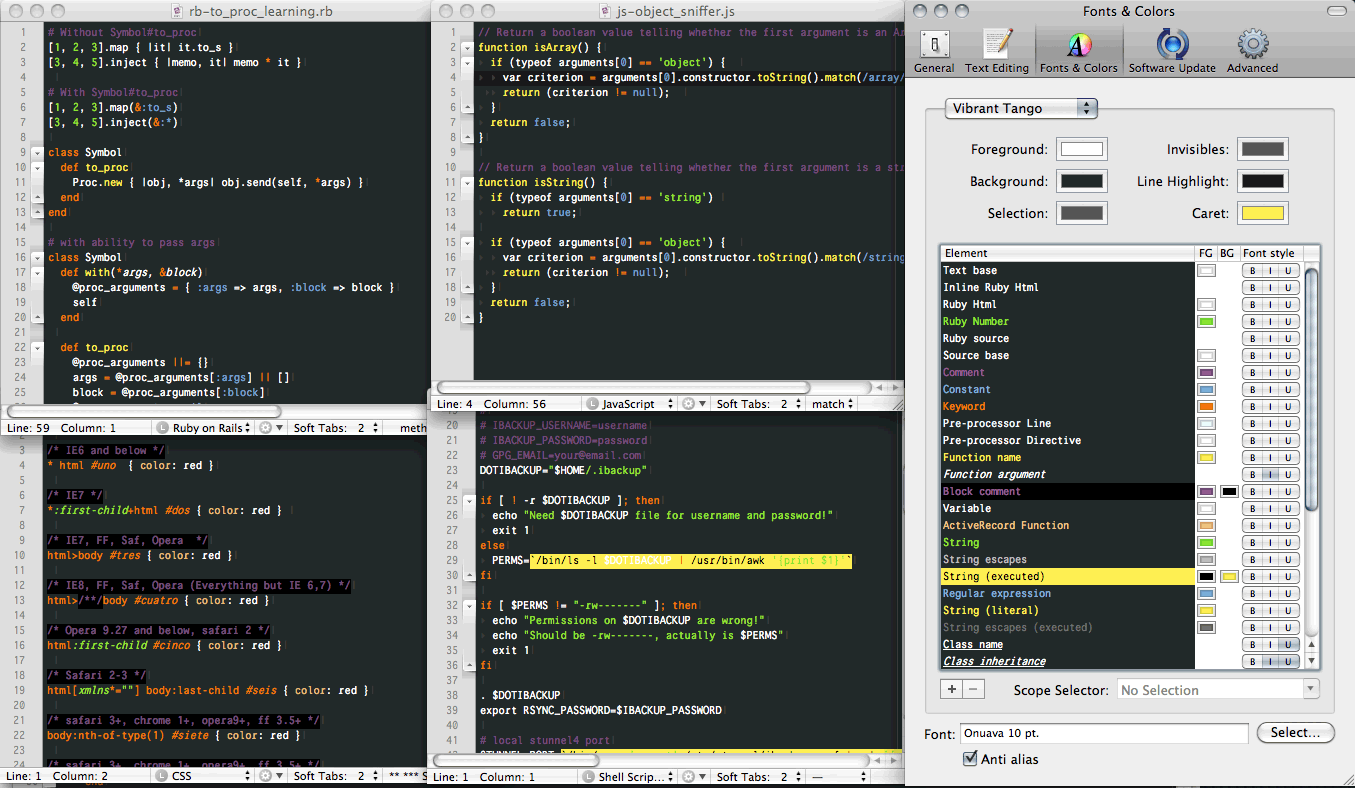 rb-to_proc_learning.rb
1 # Without Symbol#to_proc
2 [1, 2, 3].map { |it| it.to_s }
3 [3, 4, 5].inject { |memo, it| memo * it }
4
5 # With Symbol#to_proc
6 [1, 2, 3].map(&:to_s)
7 [3, 4, 5].inject(&:*)
8
9 class Symbol
10 def to_proc
11 Proc.new { |obj, *args| obj.send(self, *args) }
12 end
13 end
14
15 # with ability to pass args
16 class Symbol
17 def with(*args, &block)
18 @proc_arguments = { :args => args, :block => block }
19 self
20 end
21
22 def to_proc
23 @proc_arguments ||= {}
24 args = @proc_arguments[:args] || []
25 block = @proc_arguments[:block]
Line: 59 Column: 1 Ruby on Rails Soft Tabs: 2 meth
3 /* IE6 and below */
4 * html #uno { color: red }
5
6 /* IE7 */
7 *:first-child+html #dos { color: red }
8
9 /* IE7, FF, Saf, Opera */
10 html>body #tres { color: red }
11
12 /* IE8, FF, Saf, Opera (Everything but IE 6,7) */
13 html>/**/body #cuatro { color: red }
14
15 /* Opera 9.27 and below, safari 2 */
16 html:first-child #cinco { color: red }
17
18 /* Safari 2-3 */
19 html[xmlns*=""] body:last-child #seis { color: red }
20
21 /* safari 3+, chrome 1+, opera9+, ff 3.5+ */
22 body:nth-of-type(1) #siete { color: red }
23
24 /* safari 3+, chrome 1+, opera9+, ff 3.5+ */
Line: 1 Column: 2 CSS Soft Tabs: 2 ** *** S
js-object_sniffer.js
1 // Return a boolean value telling whether the first argument is an Ar
2 function isArray() {
3 if (typeof arguments[0] == 'object') {
4 var criterion = arguments[0].constructor.toString().match(/array/
5 return (criterion != null);
6 }
7 return false;
8 }
9
10 // Return a boolean value telling whether the first argument is a str
11 function isString() {
12 if (typeof arguments[0] == 'string')
13 return true;
14
15 if (typeof arguments[0] == 'object') {
16 var criterion = arguments[0].constructor.toString().match(/string
17 return (criterion != null);
18 }
19 return false;
20 }
Line: 4 Column: 56 JavaScript Soft Tabs: 2 match
20 # IBACKUP_USERNAME=username
21 # IBACKUP_PASSWORD=password
22 # GPG_EMAIL=your@email.com
23 DOTIBACKUP="$HOME/.ibackup"
24
25 if [ ! -r $DOTIBACKUP ]; then
26 echo "Need $DOTIBACKUP file for username and password!"
27 exit 1
28 else
29 PERMS=`/bin/ls -l $DOTIBACKUP | /usr/bin/awk '{print $1}'`
30 fi
31
32 if [ $PERMS != "-rw-------" ]; then
33 echo "Permissions on $DOTIBACKUP are wrong!"
34 echo "Should be -rw-------, actually is $PERMS"
35 exit 1
36 fi
37
38 . $DOTIBACKUP
39 export RSYNC_PASSWORD=$IBACKUP_PASSWORD
40
41 # local stunnel4 port
Line: 1 Column: 1 Shell Scrip... Soft Tabs: 2 —
Fonts & Colors
General Text Editing Fonts & Colors Software Update Advanced
Vibrant Tango
Foreground: Invisibles:
Background: Line Highlight:
Selection: Caret:
Element FG BG Font style
Text base B I U
Inline Ruby Html B I U
Ruby Html B I U
Ruby Number B I U
Ruby source B I U
Source base B I U
Comment B I U
Constant B I U
Keyword B I U
Pre-processor Line B I U
Pre-processor Directive B I U
Function name B I U
Function argument B I U
Block comment B I U
Variable B I U
ActiveRecord Function B I U
String B I U
String escapes B I U
String (executed) B I U
Regular expression B I U
String (literal) B I U
String escapes (executed) B I U
Class name B I U
Class inheritance B I U
+ −
Scope Selector: No Selection
Font: Onuava 10 pt. Select...
Anti alias